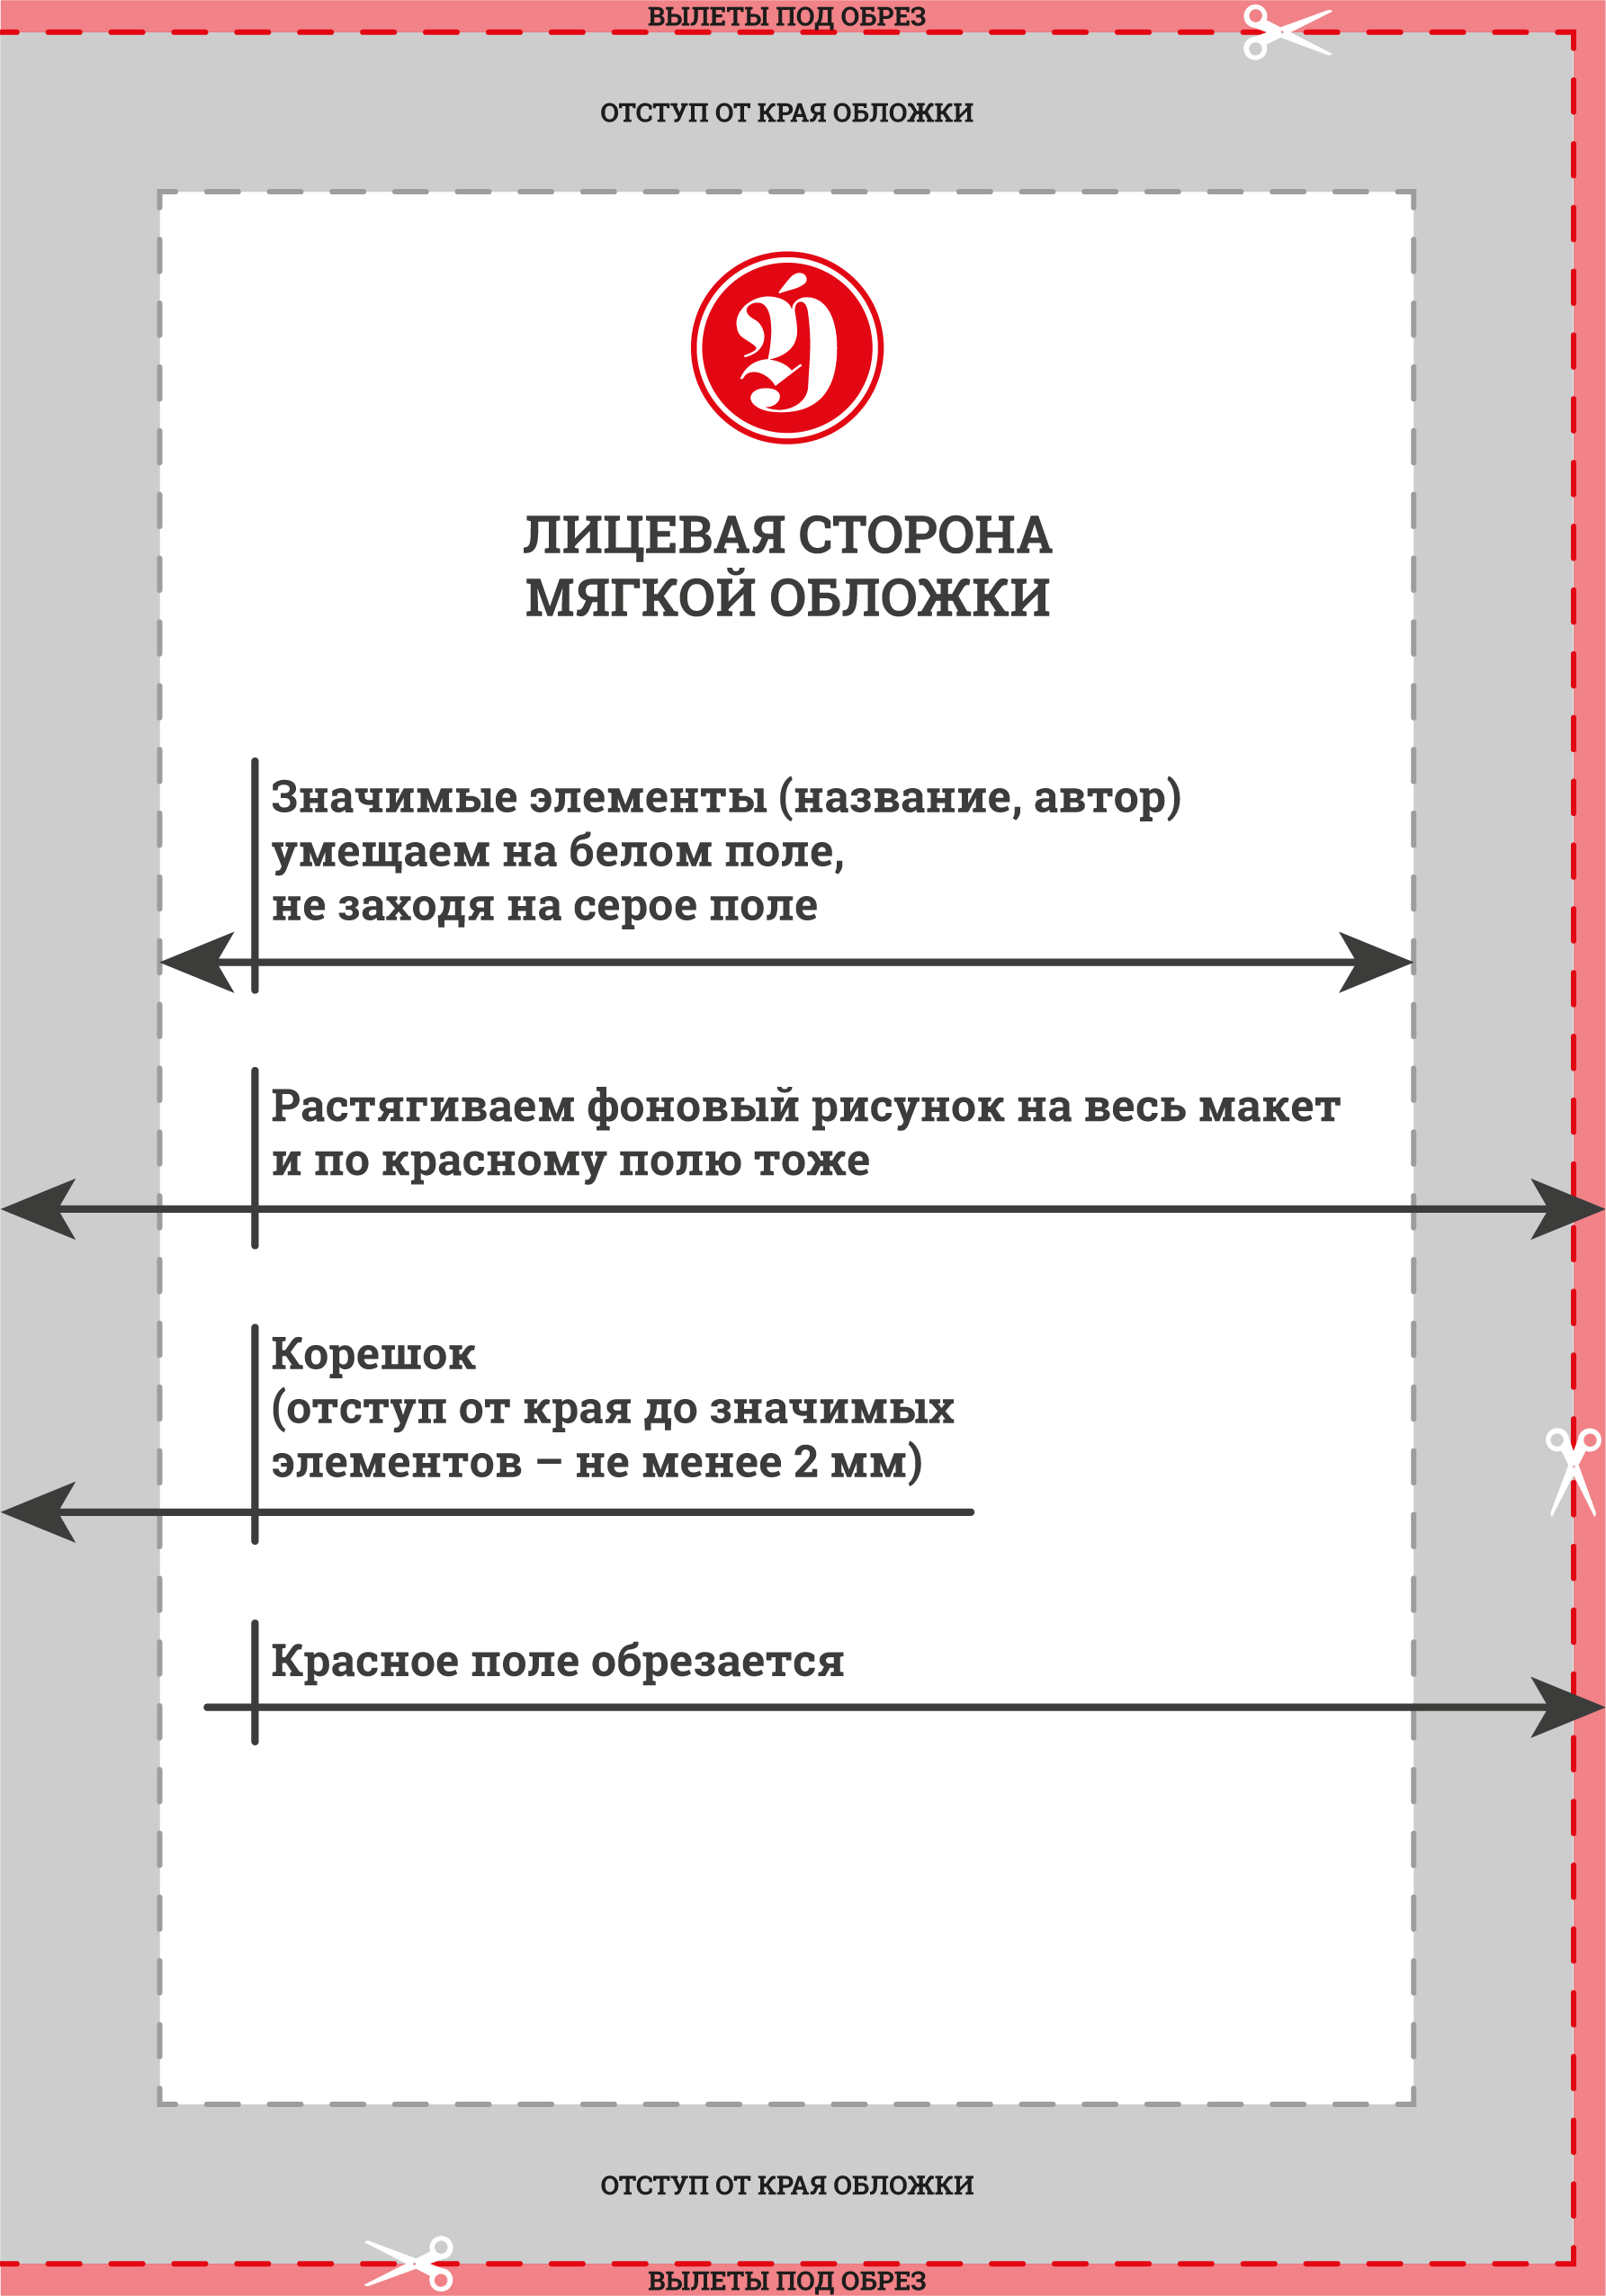 ВЫЛЕТЫ ПОД ОБРЕЗ
ОТСТУП ОТ КРАЯ ОБЛОЖКИ
ЛИЦЕВАЯ СТОРОНА
МЯГКОЙ ОБЛОЖКИ
Значимые элементы (название, автор)
умещаем на белом поле,
не заходя на серое поле
Растягиваем фоновый рисунок на весь макет
и по красному полю тоже
Корешок
(отступ от края до значимых
элементов – не менее 2 мм)
Красное поле обрезается
ОТСТУП ОТ КРАЯ ОБЛОЖКИ
ВЫЛЕТЫ ПОД ОБРЕЗ